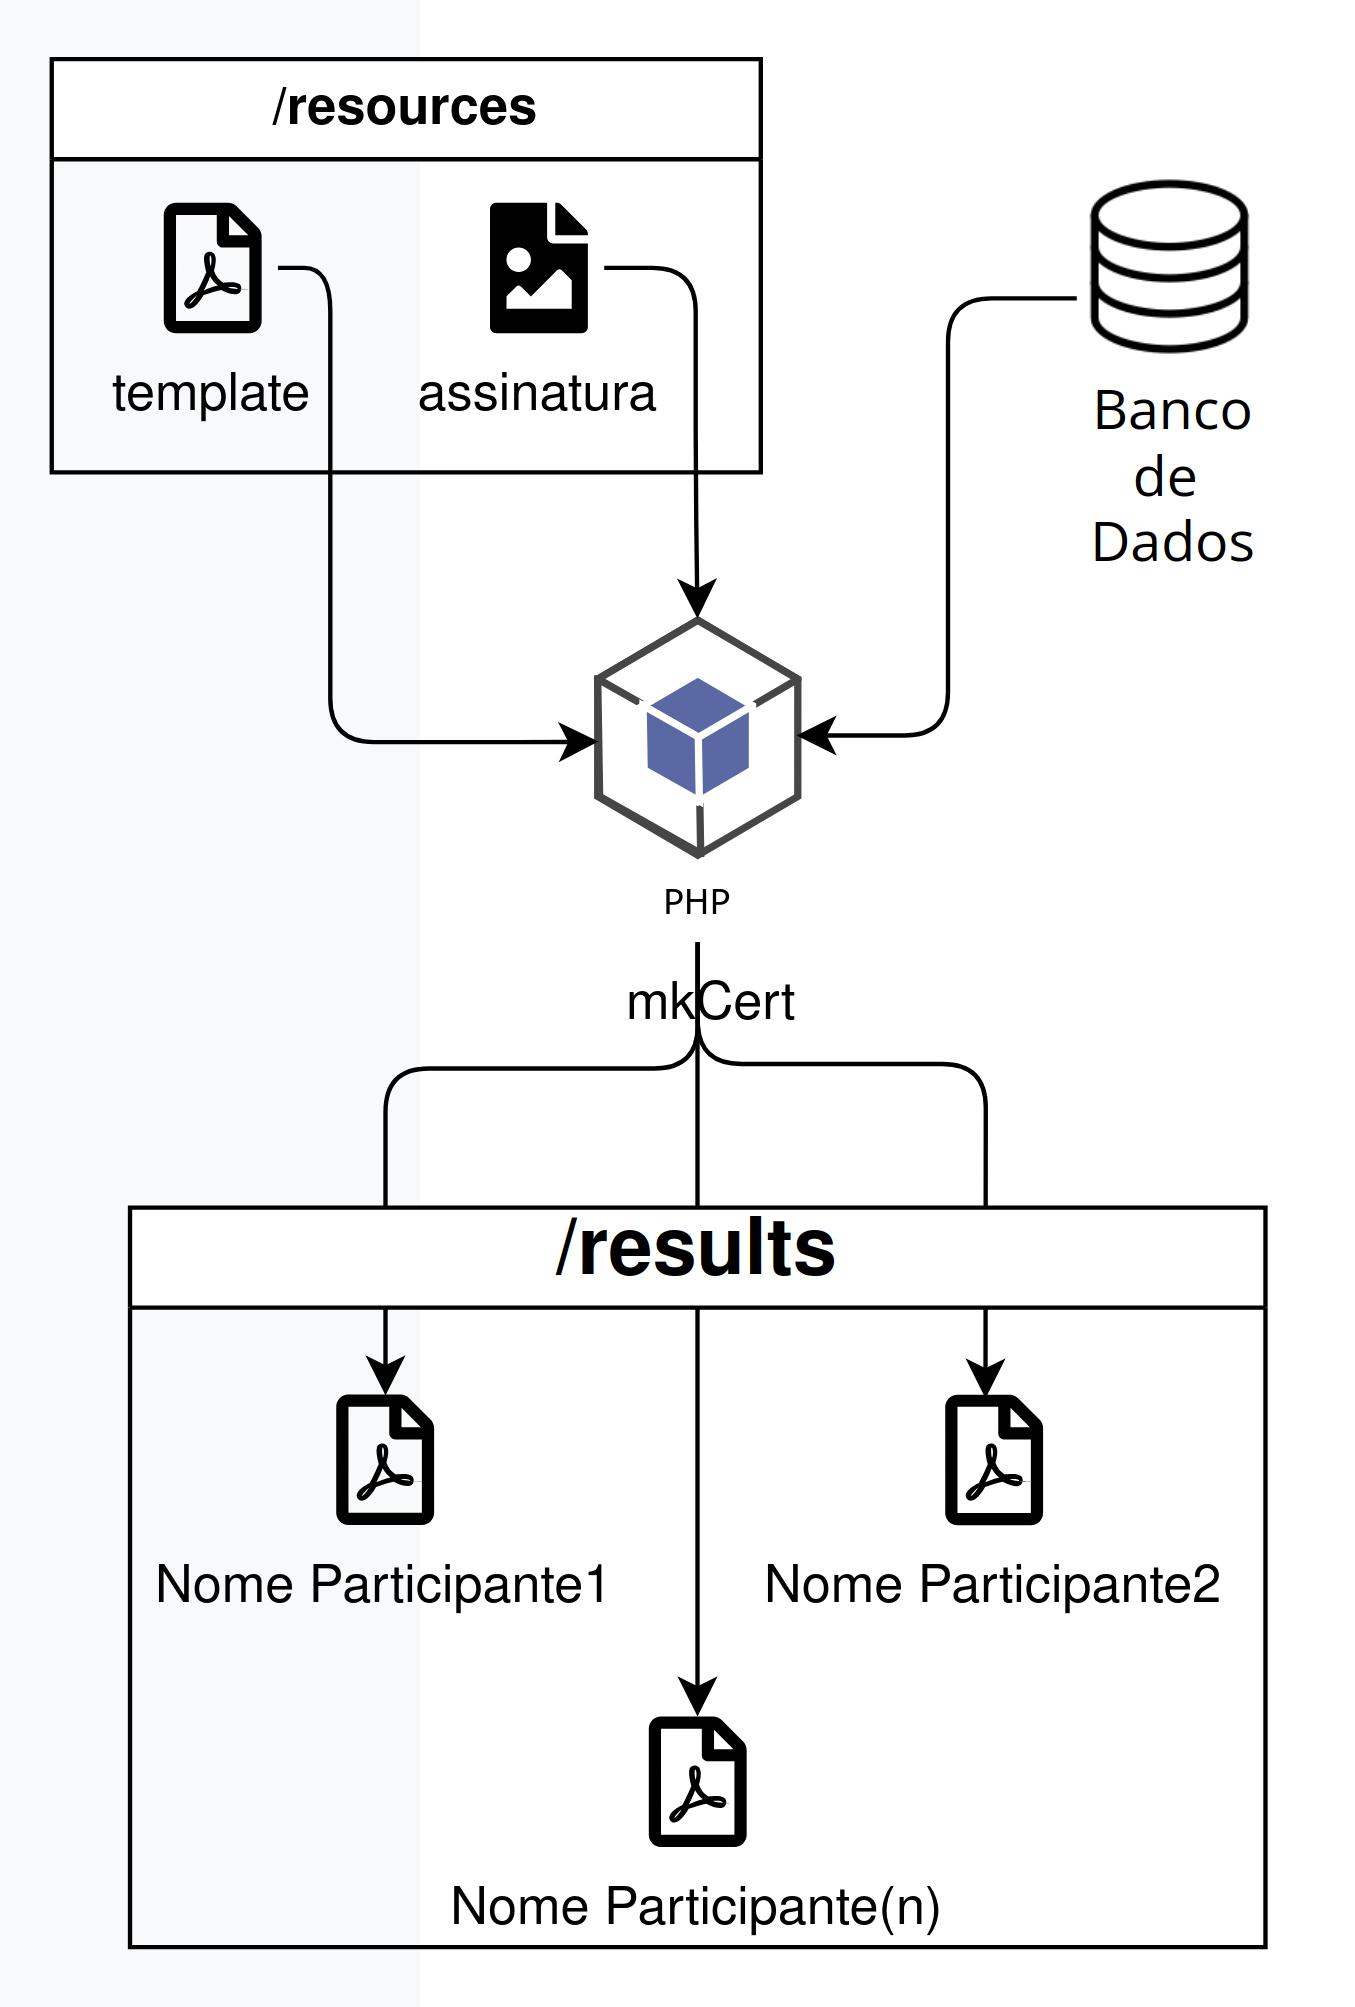 /resources
template
assinatura
Banco
de
Dados
PHP
mkCert
/results
Nome Participante1
Nome Participante2
Nome Participante(n)